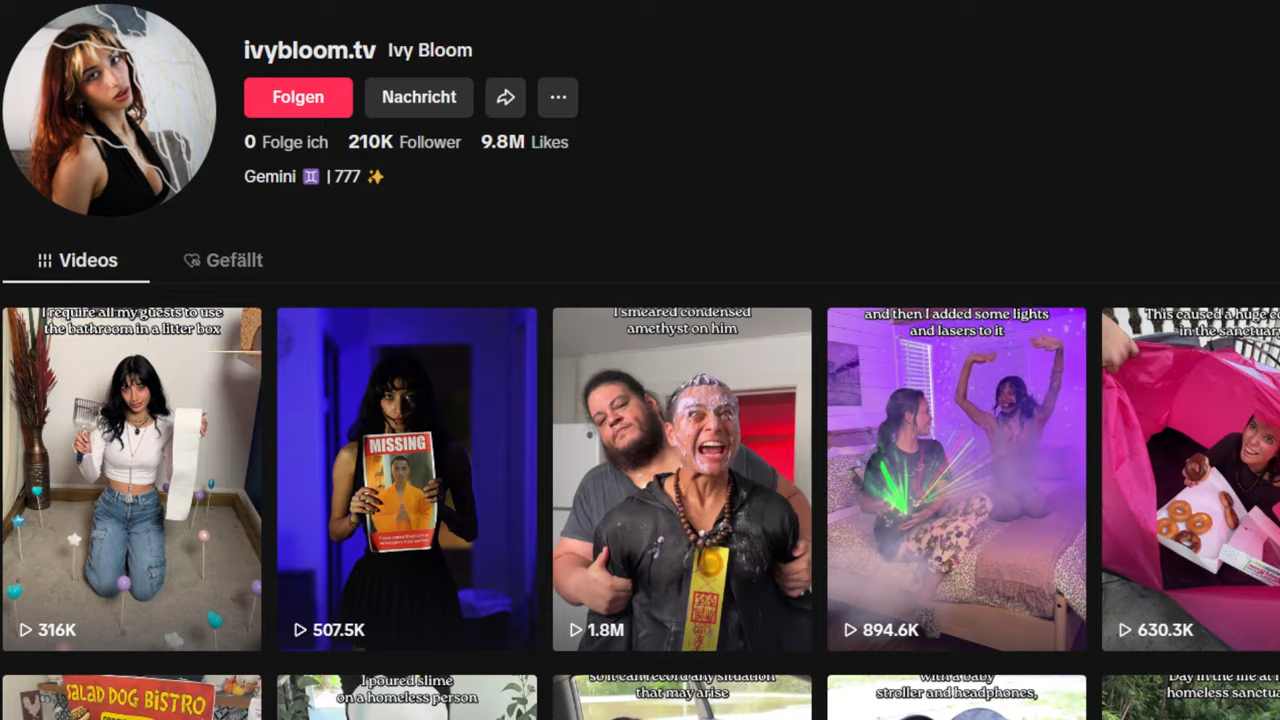 ivybloom.tv Ivy Bloom
Folgen Nachricht
0 Folge ich 210K Follower 9.8M Likes
Gemini ♊ | 777 ✨
Videos Gefällt
I require all my guests to use
the bathroom in a litter box
316K
MISSING
507.5K
I smeared condensed
amethyst on him
1.8M
and then I added some lights
and lasers to it
894.6K
This caused a huge
in the sanctuary
630.3K
SALAD DOG BISTRO
I poured slime
on a homeless person
So it can record any situation
that may arise
with a baby
stroller and headphones,
Day in the life at
homeless